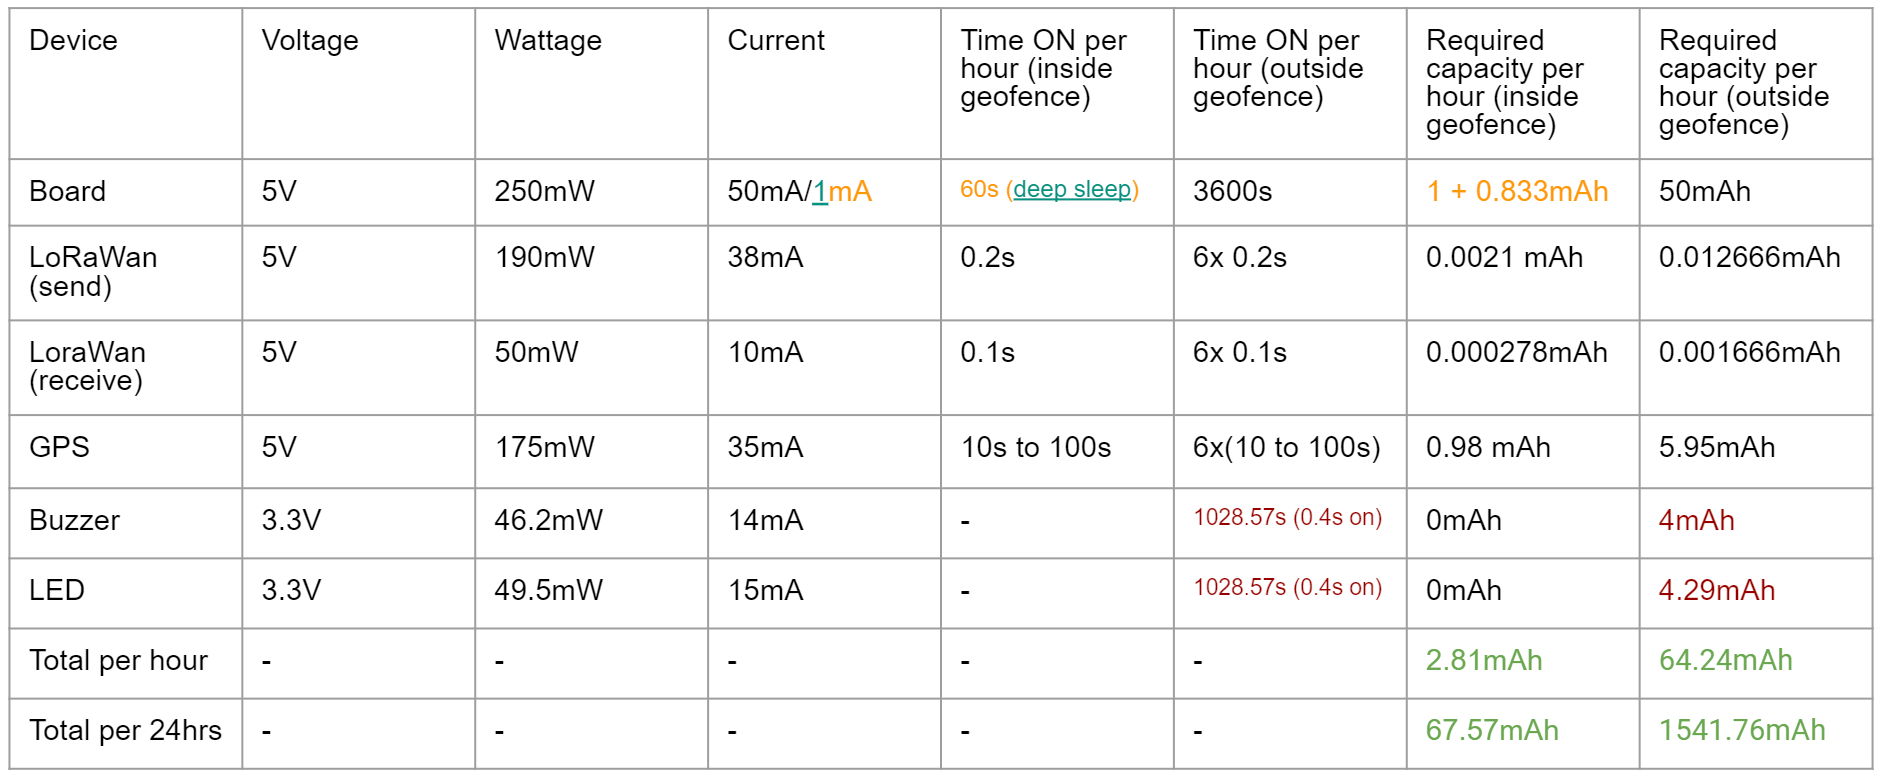 Device
Voltage
Wattage
Current
Time ON per
hour (inside
geofence)
Time ON per
hour (outside
geofence)
Required
capacity per
hour (inside
geofence)
Required
capacity per
hour (outside
geofence)
Board
5V
250mW
50mA/1mA
60s (deep sleep)
3600s
1 + 0.833mAh
50mAh
LoRaWan
(send)
5V
190mW
38mA
0.2s
6x 0.2s
0.0021 mAh
0.012666mAh
LoraWan
(receive)
5V
50mW
10mA
0.1s
6x 0.1s
0.000278mAh
0.001666mAh
GPS
5V
175mW
35mA
10s to 100s
6x(10 to 100s)
0.98 mAh
5.95mAh
Buzzer
3.3V
46.2mW
14mA
-
1028.57s (0.4s on)
0mAh
4mAh
LED
3.3V
49.5mW
15mA
-
1028.57s (0.4s on)
0mAh
4.29mAh
Total per hour
-
-
-
-
-
2.81mAh
64.24mAh
Total per 24hrs
-
-
-
-
-
67.57mAh
1541.76mAh